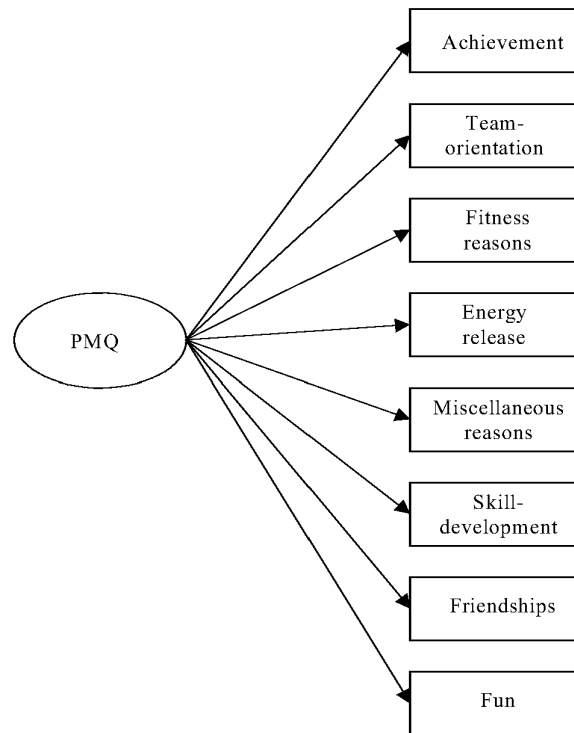 Achievement
Team-
orientation
Fitness
reasons
Energy
release
PMQ
Miscellaneous
reasons
Skill-
development
Friendships
Fun